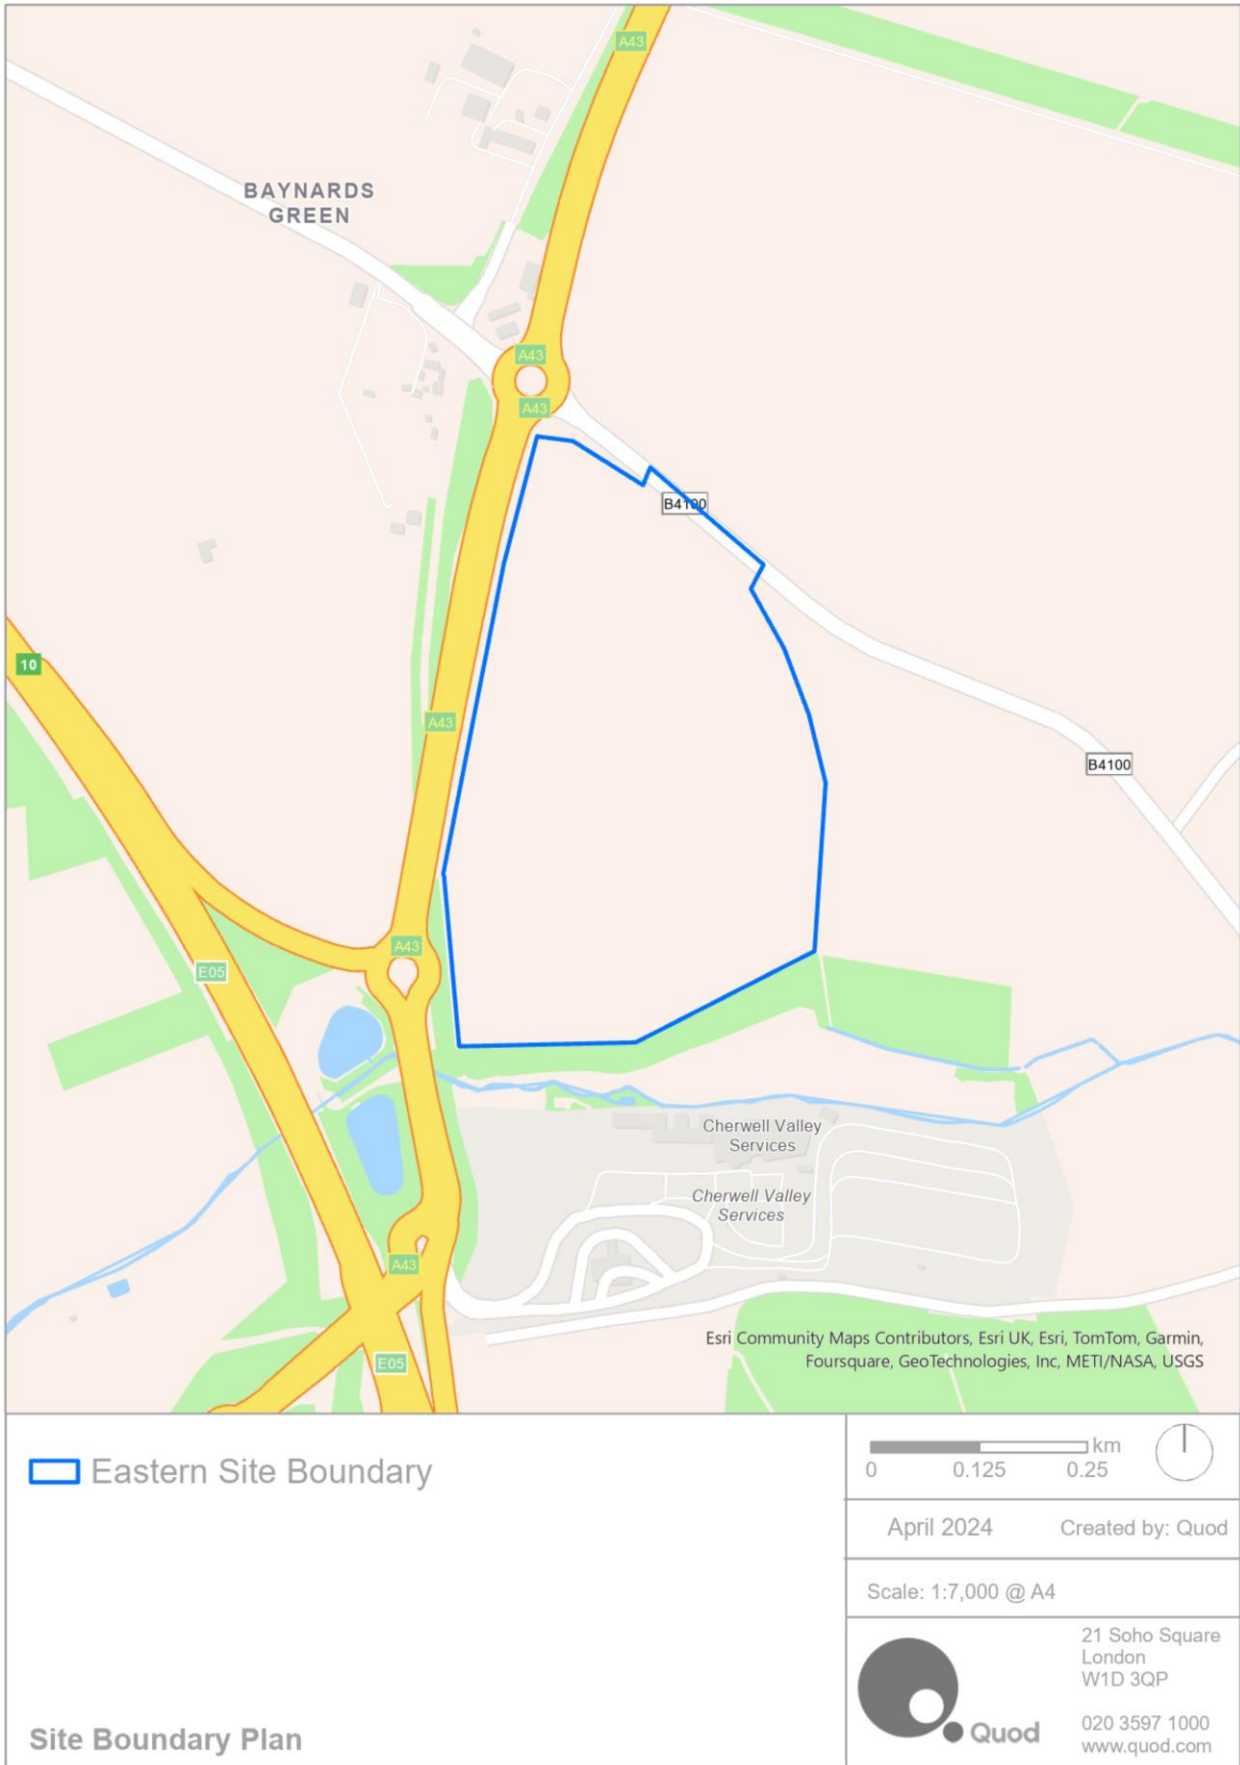 A43
BAYNARDS
GREEN
A43
A43
B4100
10
A43
B4100
A43
E05
Cherwell Valley
Services
Cherwell Valley
Services
A43
E05
Esri Community Maps Contributors, Esri UK, Esri, TomTom, Garmin,
Foursquare, GeoTechnologies, Inc, METI/NASA, USGS
Eastern Site Boundary
km
0 0.125 0.25
April 2024 Created by: Quod
Scale: 1:7,000 @ A4
21 Soho Square
London
W1D 3QP
Quod
020 3597 1000
www.quod.com
Site Boundary Plan